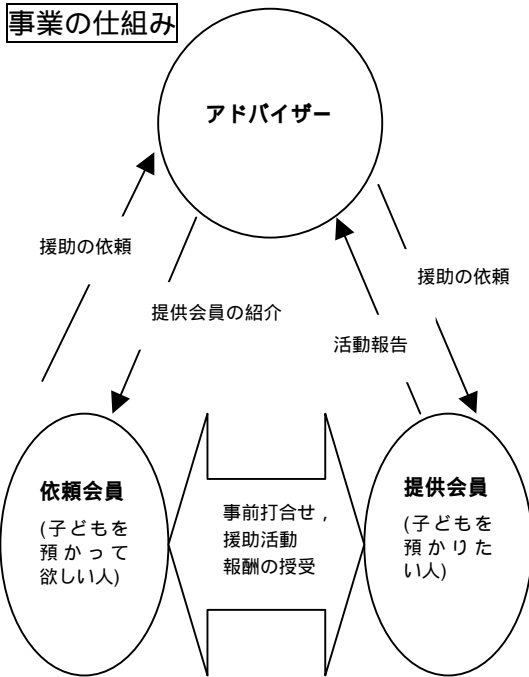 事業の仕組み
アドバイザー
援助の依頼
提供会員の紹介
援助の依頼
活動報告
依頼会員
(子どもを
預かって
欲しい人)
事前打合せ，
援助活動
報酬の授受
提供会員
(子どもを
預かりた
い人)